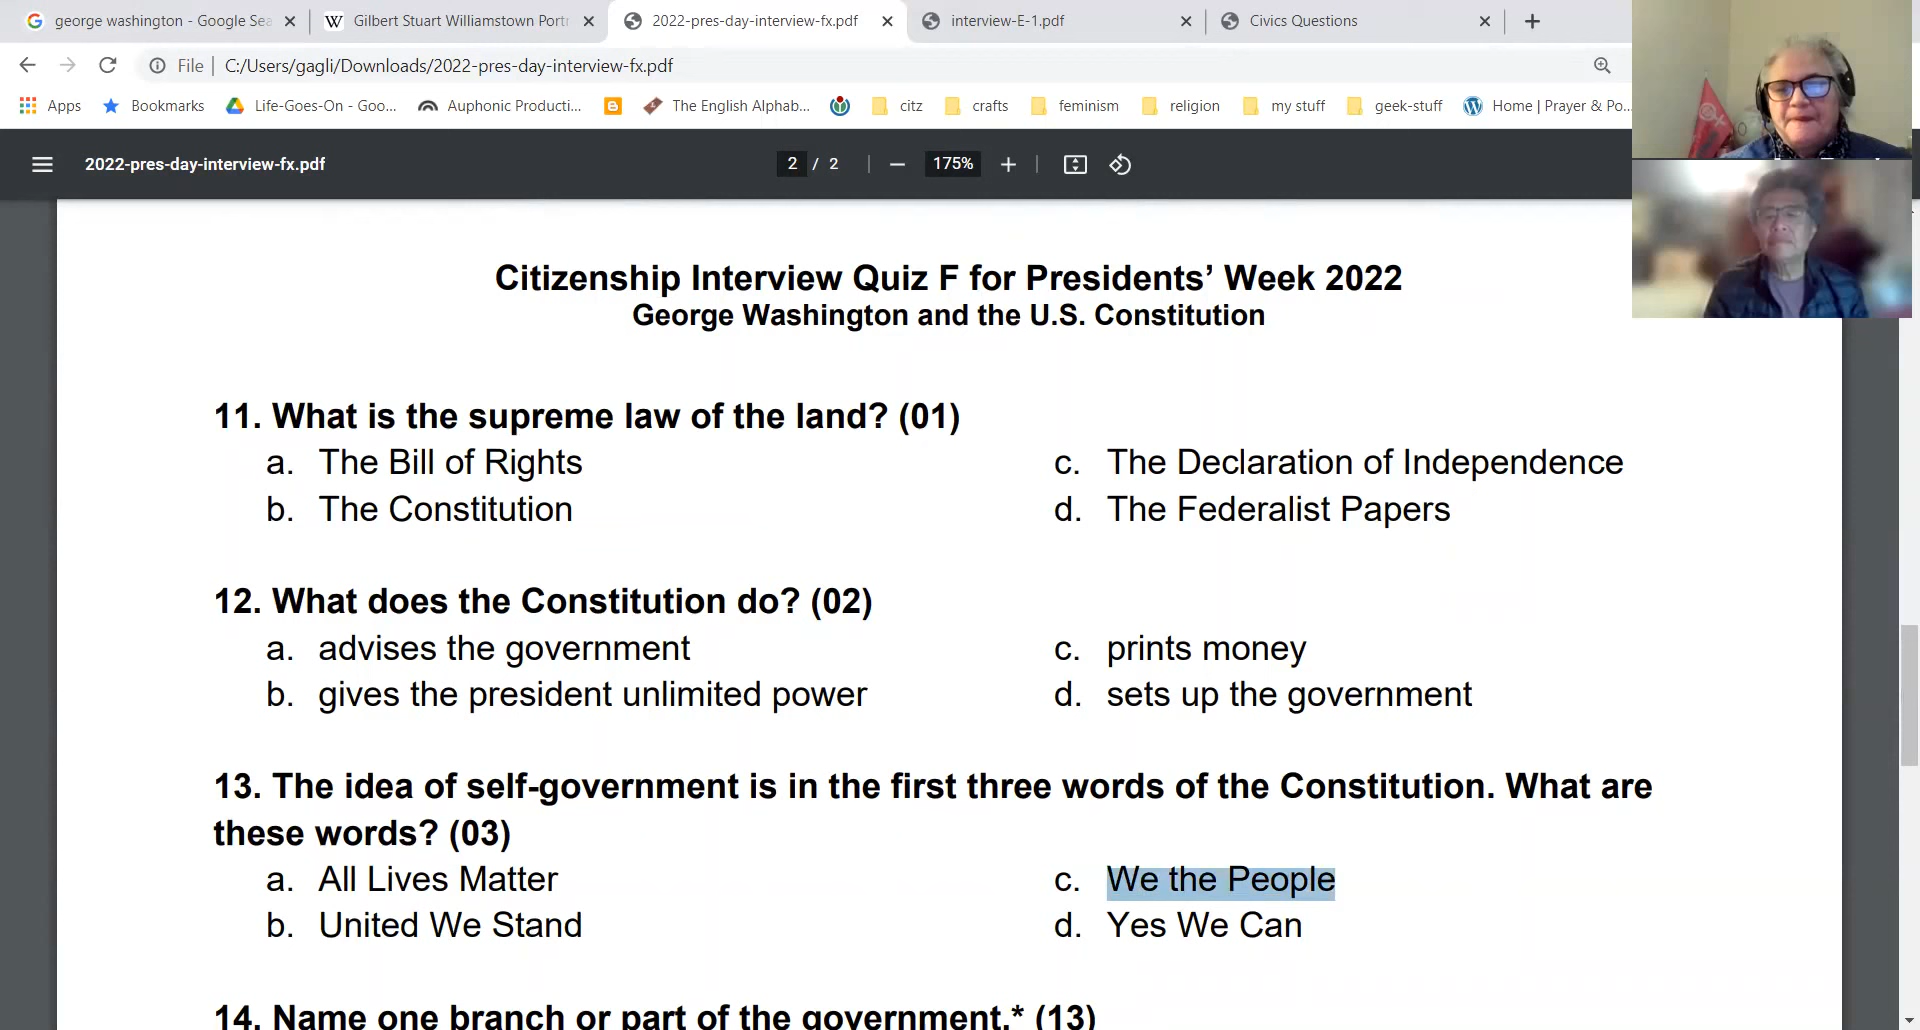 george washington - Google Sea
Gilbert Stuart Williamstown Portr
2022-pres-day-interview-fx.pdf
interview-E-1.pdf
Civics Questions
File | C:/Users/gagli/Downloads/2022-pres-day-interview-fx.pdf
Apps
Bookmarks
Life-Goes-On - Goo...
Auphonic Producti...
The English Alphab...
citz
crafts
feminism
religion
my stuff
geek-stuff
Home | Prayer & Po...
2022-pres-day-interview-fx.pdf
2 / 2
175%
Citizenship Interview Quiz F for Presidents’ Week 2022
George Washington and the U.S. Constitution
11. What is the supreme law of the land? (01)
a. The Bill of Rights
b. The Constitution
c. The Declaration of Independence
d. The Federalist Papers
12. What does the Constitution do? (02)
a. advises the government
b. gives the president unlimited power
c. prints money
d. sets up the government
13. The idea of self-government is in the first three words of the Constitution. What are
these words? (03)
a. All Lives Matter
b. United We Stand
c. We the People
d. Yes We Can
14. Name one branch or part of the government.* (13)